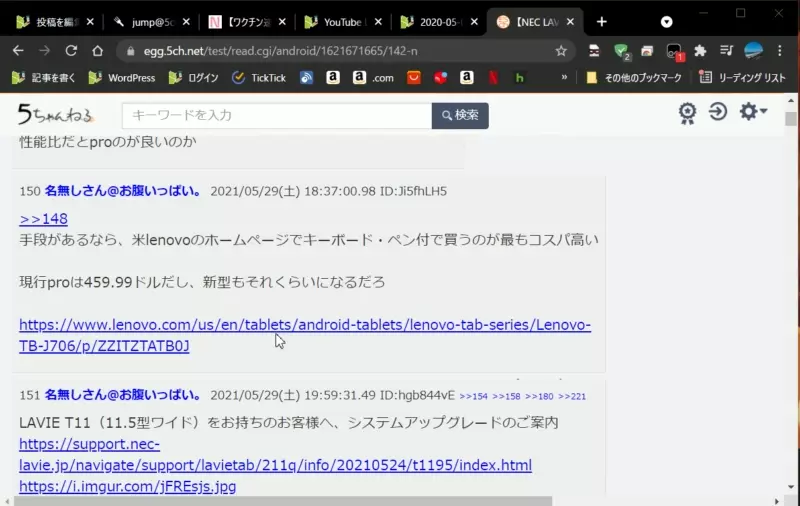 投稿を編集
jump@5c
【ワクチン
YouTube
2020-05-
【NEC LAV
egg.5ch.net/test/read.cgi/android/1621671665/142-n
2
1
記事を書く
WordPress
ログイン
TickTick
a
a .com
a
N
h
»
その他のブックマーク
リーディング リスト
5ちゃんねる
キーワードを入力
検索
性能比だとproのが良いのか
150 名無しさん@お腹いっぱい。 2021/05/29(土) 18:37:00.98 ID:Ji5fhLH5
>>148
手段があるなら、米lenovoのホームページでキーボード・ペン付で買うのが最もコスパ高い
現行proは459.99ドルだし、新型もそれくらいになるだろ
https://www.lenovo.com/us/en/tablets/android-tablets/lenovo-tab-series/Lenovo-
TB-J706/p/ZZITZTATB0J
151 名無しさん@お腹いっぱい。 2021/05/29(土) 19:59:31.49 ID:hgb844vE >>154 >>158 >>180 >>221
LAVIE T11（11.5型ワイド）をお持ちのお客様へ、システムアップグレードのご案内
https://support.nec-
lavie.jp/navigate/support/lavietab/211q/info/20210524/t1195/index.html
https://i.imgur.com/jFREsjs.jpg